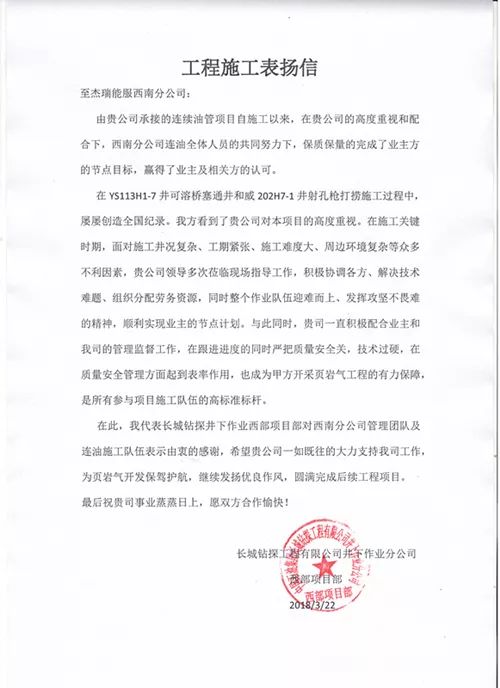 工程施工表扬信
至杰瑞能服西南分公司：
由贵公司承接的连续油管项目自施工以来，在贵公司的高度重视和配
合下，西南分公司连油全体人员的共同努力下，保质保量的完成了业主方
的节点目标，赢得了业主及相关方的认可。
在 YS113H1-7 井可溶桥塞通井和威 202H7-1 井射孔枪打捞施工过程中，
屡屡创造全国纪录。我方看到了贵公司对本项目的高度重视。在施工关键
时期，面对施工井况复杂、工期紧张、施工难度大、周边环境复杂等众多
不利因素，贵公司领导多次莅临现场指导工作，积极协调各方、解决技术
难题、组织分配劳务资源，同时整个作业队伍迎难而上、发挥攻坚不畏难
的精神，顺利实现业主的节点计划。与此同时，贵司一直积极配合业主和
我司的管理监督工作，在跟进进度的同时严把质量安全关，技术过硬，在
质量安全管理方面起到表率作用，也成为甲方开采页岩气工程的有力保障，
是所有参与项目施工队伍的高标准标杆。
在此，我代表长城钻探井下作业西部项目部对西南分公司管理团队及
连油施工队伍表示由衷的感谢，希望贵公司一如既往的大力支持我司工作，
为页岩气开发保驾护航，继续发扬优良作风，圆满完成后续工程项目。
最后祝贵司事业蒸蒸日上，愿双方合作愉快！
长城钻探工程有限公司井下作业分公司
西部项目部
2018/3/22
西部项目部